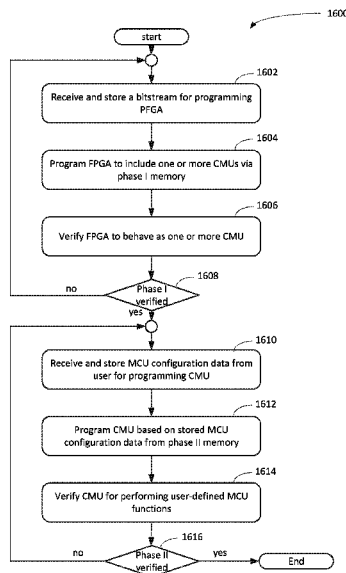 1600
start
1602
Receive and store a bitstream for programming
PFGA
1604
Program FPGA to include one or more CMUs via
phase I memory
1606
Verify FPGA to behave as one or more CMU
1608
no
Phase I
verified
yes
1610
Receive and store MCU configuration data from
user for programming CMU
1612
Program CMU based on stored MCU
configuration data from phase II memory
1614
Verify CMU for performing user-defined MCU
functions
1616
no
Phase II
verified
yes
End